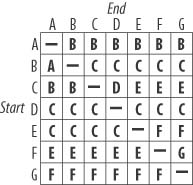 End
A B C D E F G
A — B B B B B B
B A — C C C C C
C B B — D E E E
Start D C C C — C C C
E C C C C — F F
F E E E E E — G
G F F F F F F —